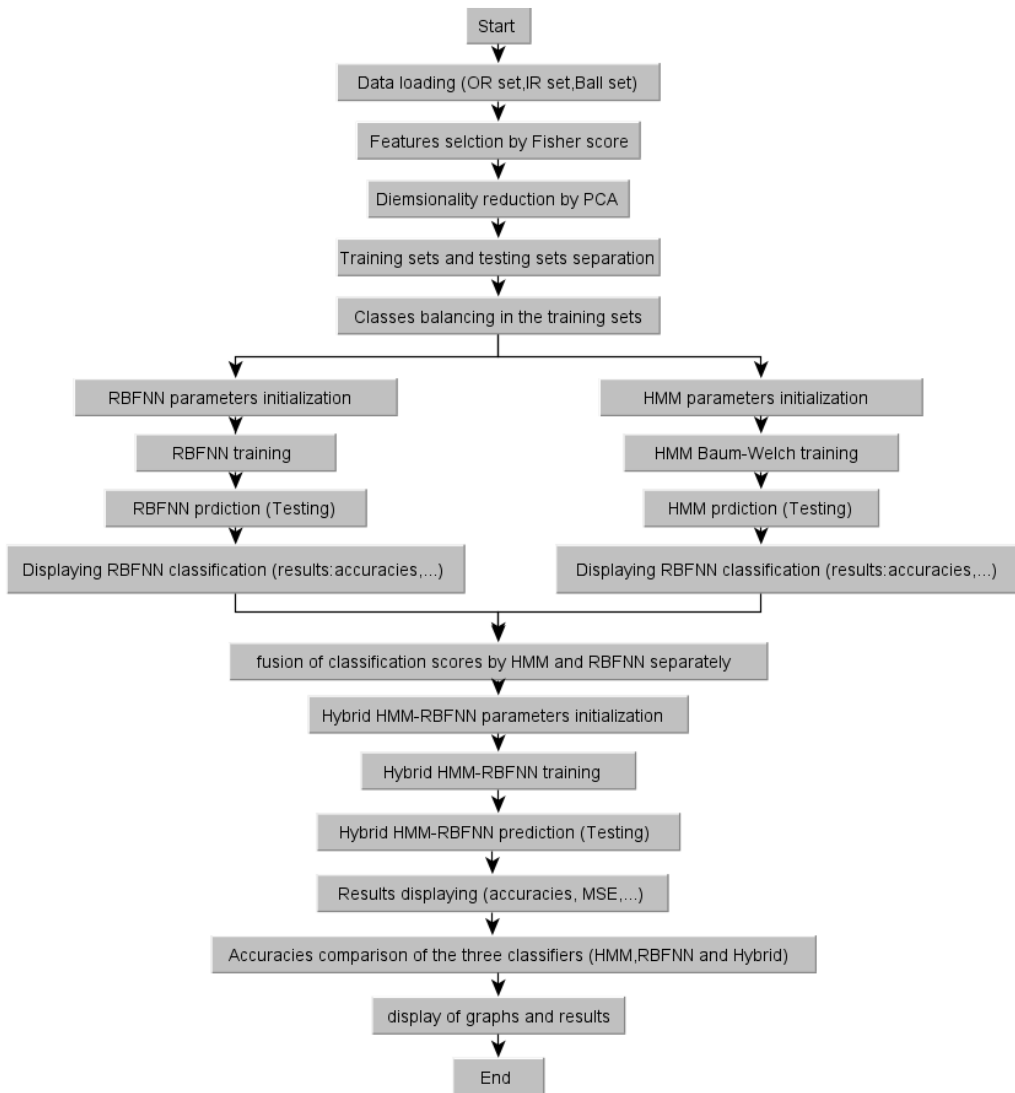 Start
Data loading (OR set,IR set,Ball set)
Features selction by Fisher score
Diemsionality reduction by PCA
Training sets and testing sets separation
Classes balancing in the training sets
RBFNN parameters initialization
HMM parameters initialization
RBFNN training
HMM Baum-Welch training
RBFNN prdiction (Testing)
HMM prdiction (Testing)
Displaying RBFNN classification (results:accuracies,...)
Displaying RBFNN classification (results:accuracies,...)
fusion of classification scores by HMM and RBFNN separately
Hybrid HMM-RBFNN parameters initialization
Hybrid HMM-RBFNN training
Hybrid HMM-RBFNN prediction (Testing)
Results displaying (accuracies, MSE,...)
Accuracies comparison of the three classifiers (HMM,RBFNN and Hybrid)
display of graphs and results
End